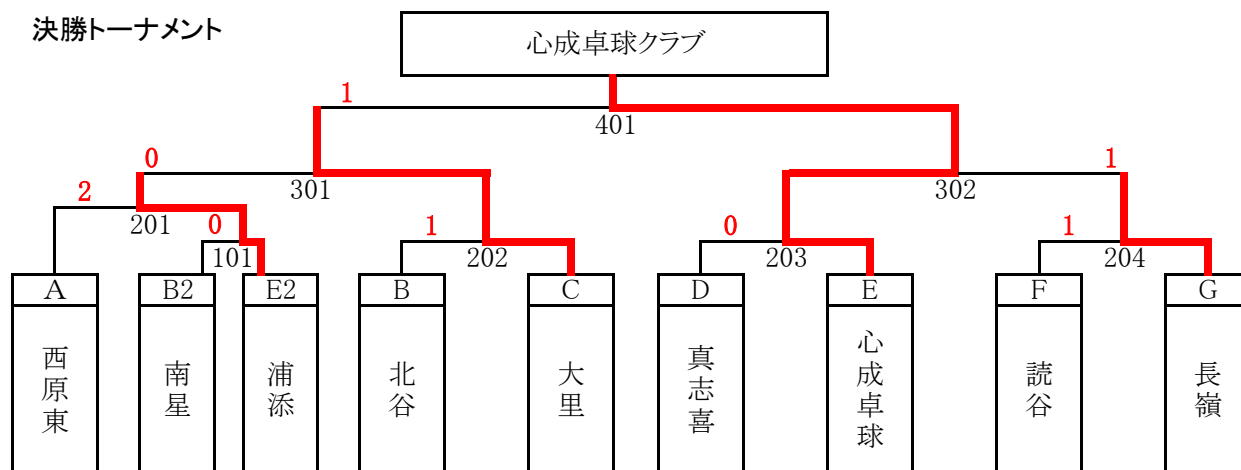 決勝トーナメント
心成卓球クラブ
1
401
0
1
301
302
2
201
0
1
0
1
101
202
203
204
A
B2
E2
B
C
D
E
F
G
西原東
南星
浦添
北谷
大里
真志喜
心成卓球
読谷
長嶺